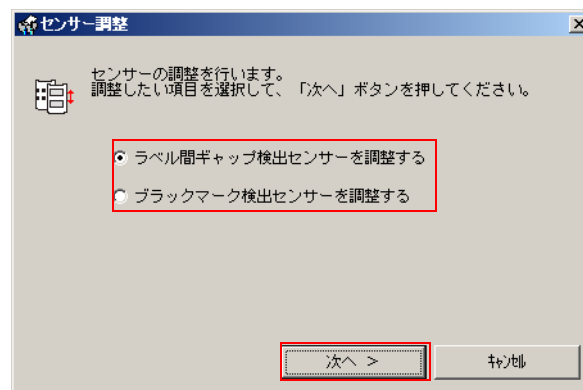 センサー調整
センサーの調整を行います。
調整したい項目を選択して、「次へ」ボタンを押してください。
ラベル間ギャップ検出センサーを調整する
ブラックマーク検出センサーを調整する
次へ >
ｷｬﾝｾﾙ